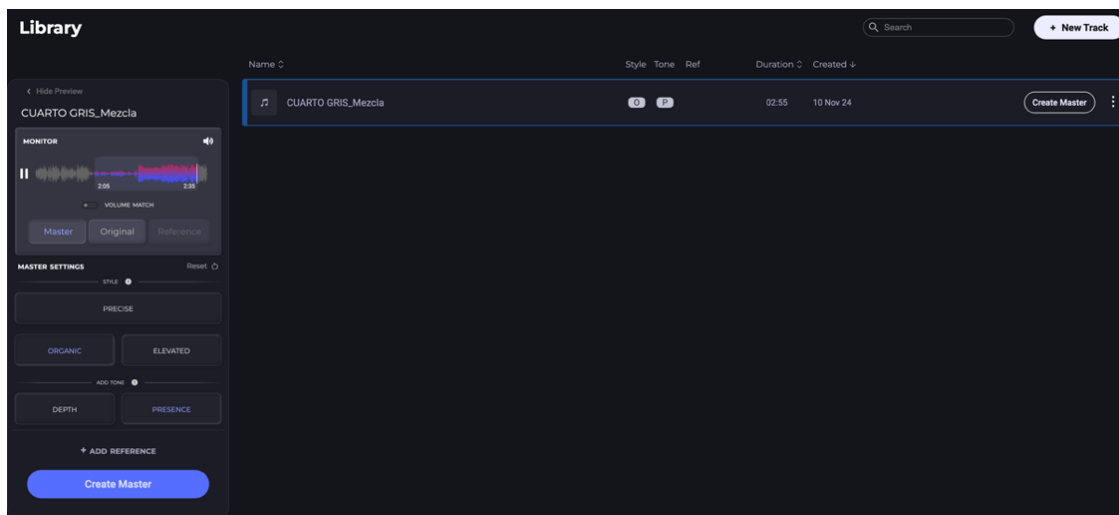 Library
Search
+ New Track
Name
Style Tone Ref
Duration
Created
Hide Preview
CUARTO GRIS_Mezcla
MONITOR
2:05
2:35
VOLUME MATCH
Master
Original
Reference
MASTER SETTINGS
Reset
STYLE
PRECISE
ORGANIC
ELEVATED
ADD TONE
DEPTH
PRESENCE
+ ADD REFERENCE
Create Master
CUARTO GRIS_Mezcla
O P
02:55
10 Nov 24
Create Master